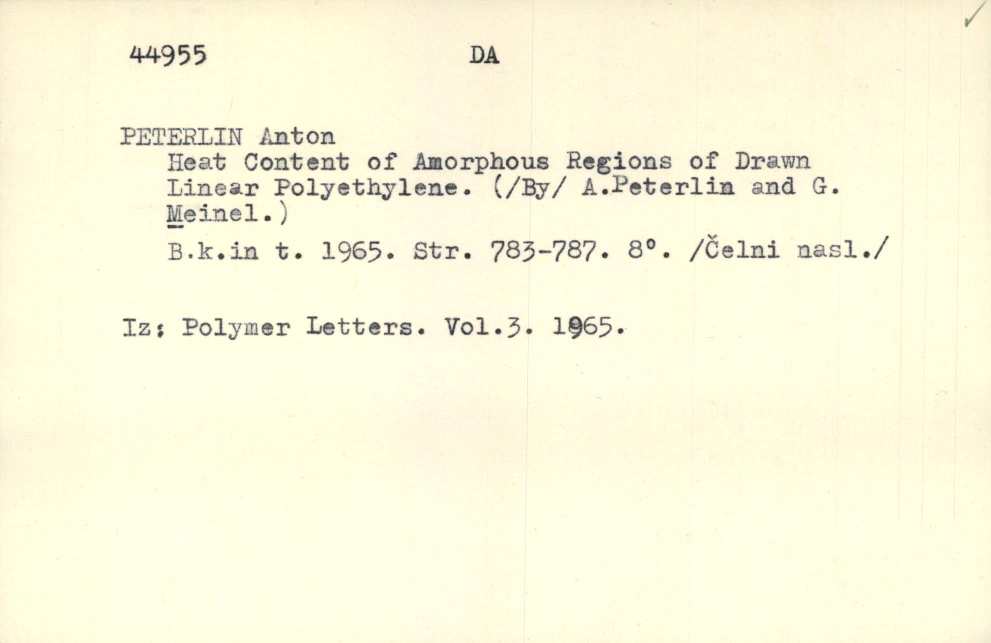 44955 DA
PETERLIN Anton
Heat Content of Amorphous Regions of Drawn
Linear Polyethylene. (/By/ A.Peterlin and G.
Meinel.)
B.k.in t. 1965. Str. 783-787. 8°. /Čelni nasl./
Iz: Polymer Letters. Vol.3. 1965.